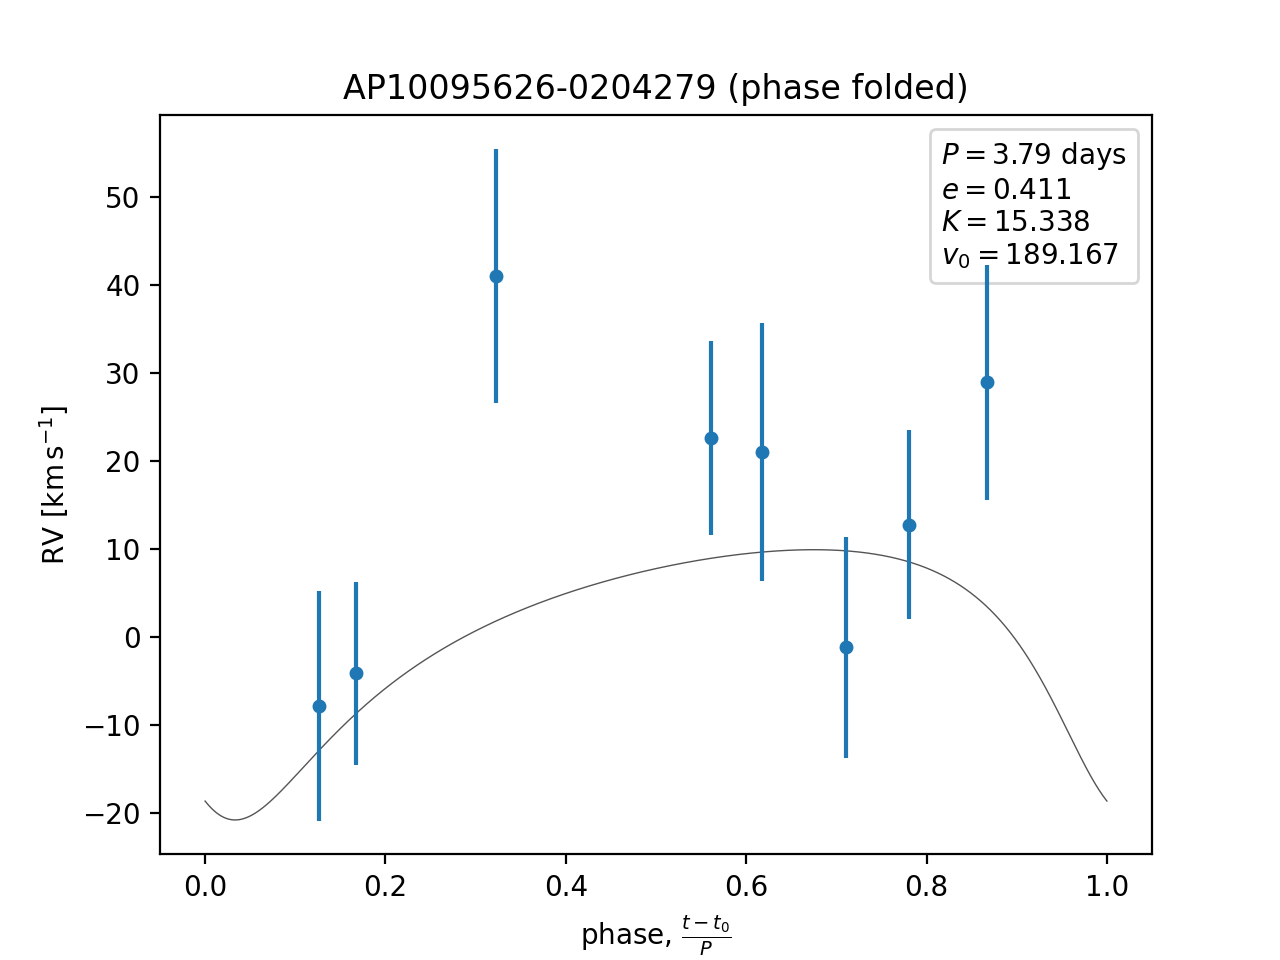 AP10095626-0204279 (phase folded)
P = 3.79 days
e = 0.411
K = 15.338
v₀ = 189.167
50
40
30
20
10
0
−10
−20
RV [km s⁻¹]
0.0 0.2 0.4 0.6 0.8 1.0
phase, (t − t₀)/P